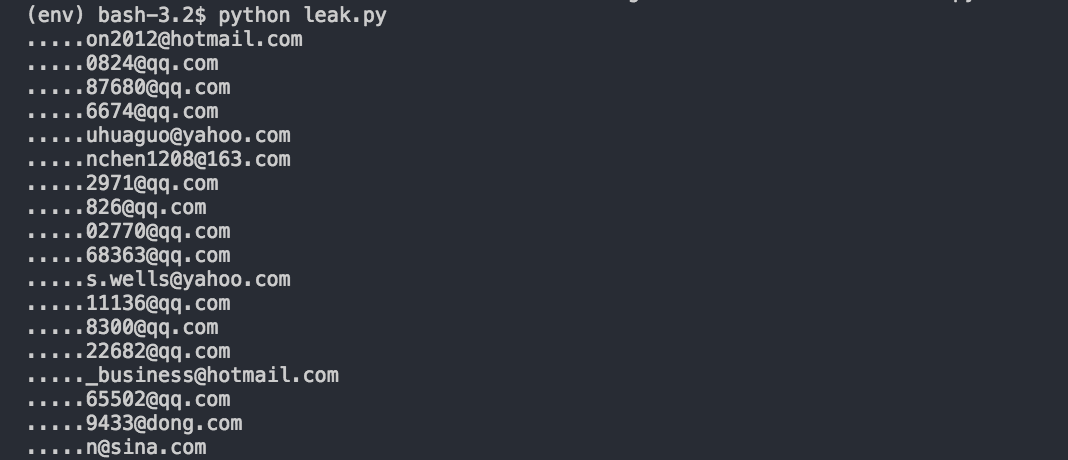 (env) bash-3.2$ python leak.py
.....on2012@hotmail.com
.....0824@qq.com
.....87680@qq.com
.....6674@qq.com
.....uhuaguo@yahoo.com
.....nchen1208@163.com
.....2971@qq.com
.....826@qq.com
.....02770@qq.com
.....68363@qq.com
.....s.wells@yahoo.com
.....11136@qq.com
.....8300@qq.com
.....22682@qq.com
....._business@hotmail.com
.....65502@qq.com
.....9433@dong.com
.....n@sina.com